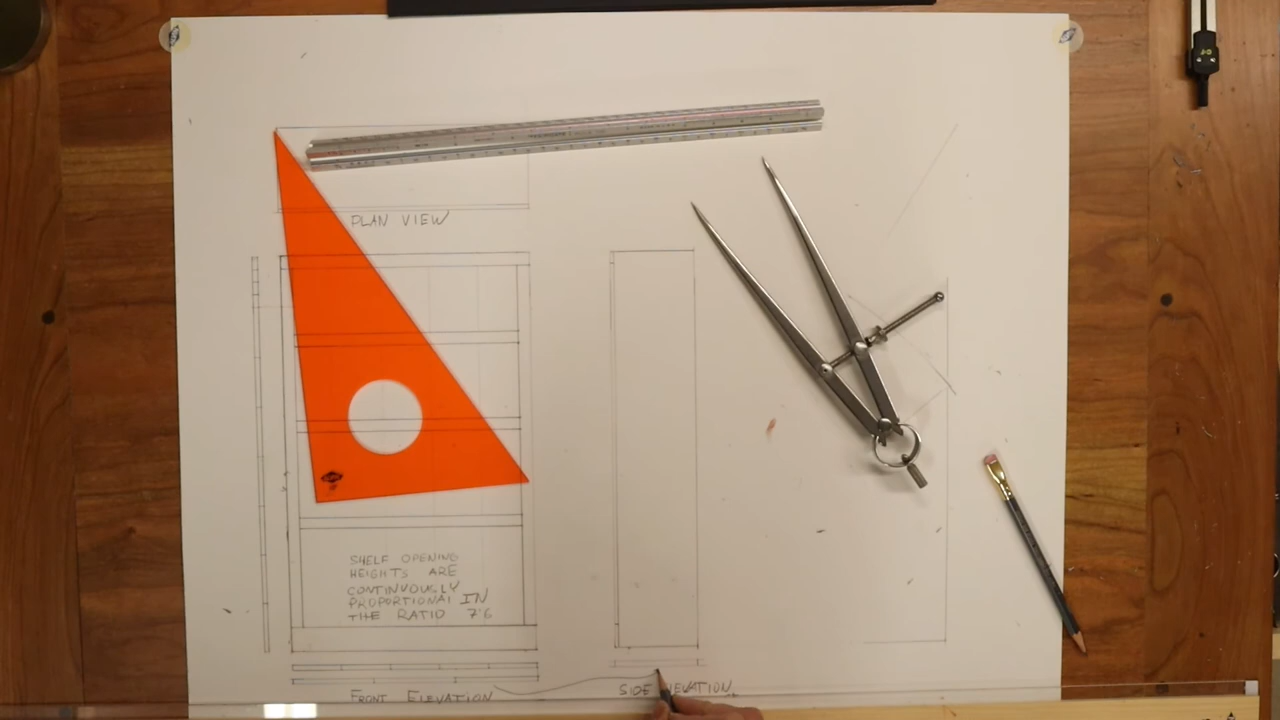 PLAN VIEW
SHELF OPENING
HEIGHTS ARE
CONTINUOUSLY
PROPORTIONAL IN
THE RATIO 7:6
FRONT ELEVATION
SIDE ELEVATION